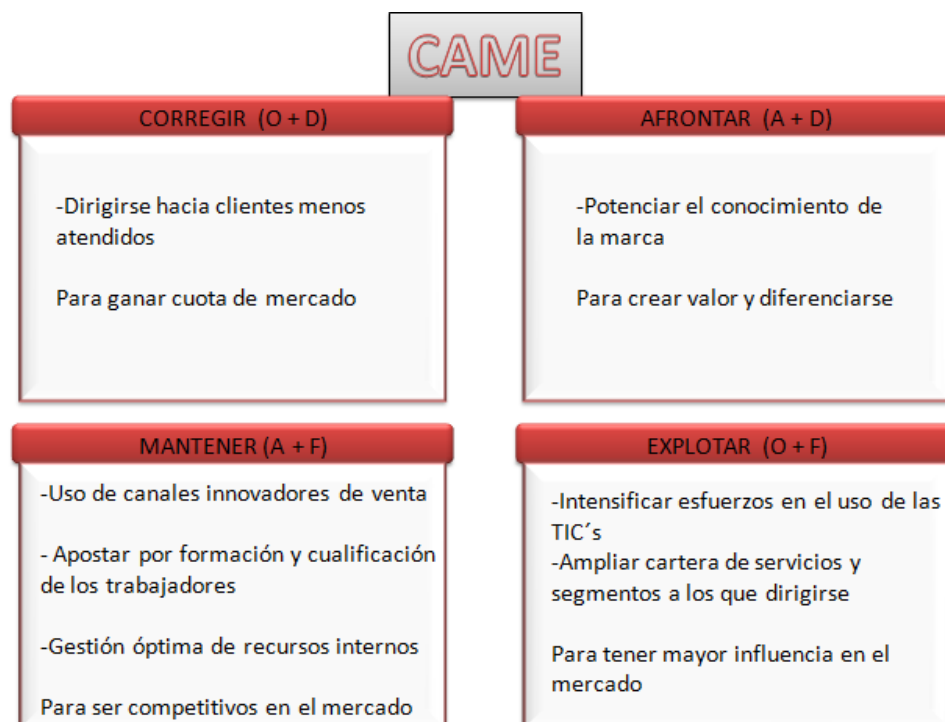 CAME
CORREGIR (O + D)
-Dirigirse hacia clientes menos
atendidos
Para ganar cuota de mercado
AFRONTAR (A + D)
-Potenciar el conocimiento de
la marca
Para crear valor y diferenciarse
MANTENER (A + F)
-Uso de canales innovadores de venta
- Apostar por formación y cualificación
de los trabajadores
-Gestión óptima de recursos internos
Para ser competitivos en el mercado
EXPLOTAR (O + F)
-Intensificar esfuerzos en el uso de las
TIC´s
-Ampliar cartera de servicios y
segmentos a los que dirigirse
Para tener mayor influencia en el
mercado